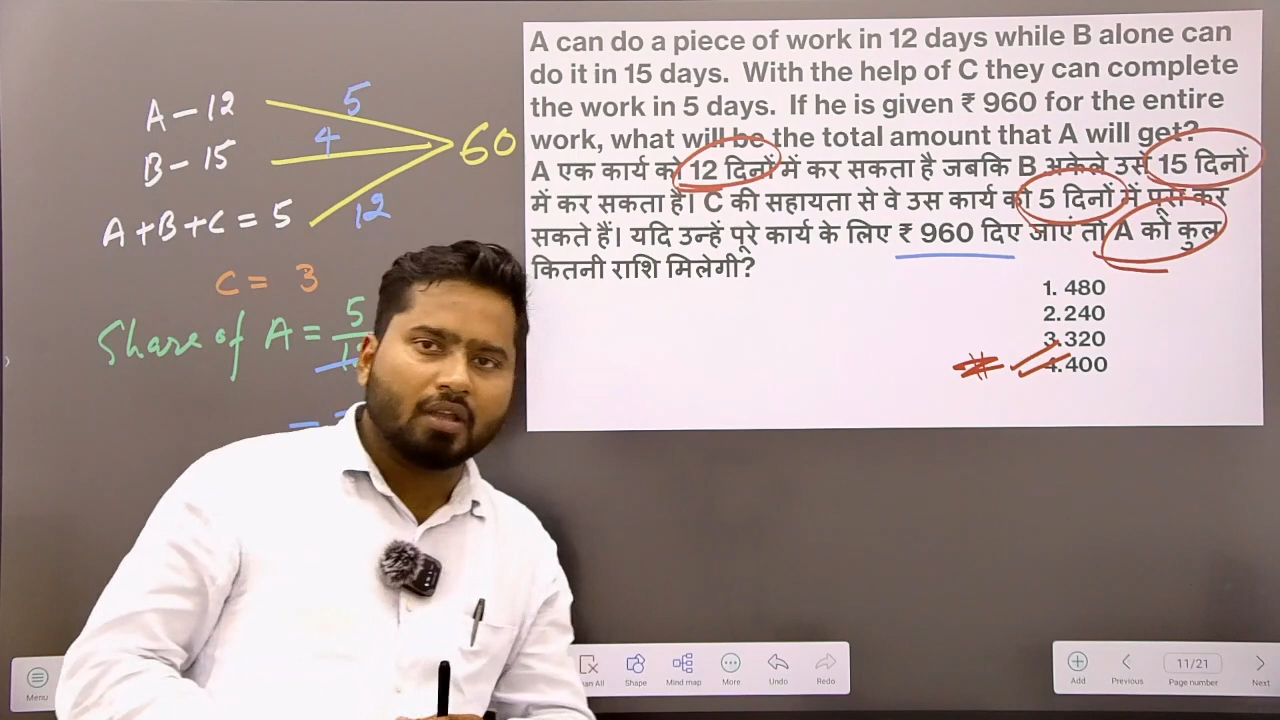 A - 12
5
B - 15
4
60
A + B + C = 5
12
C = 3
Share of A = 5
A can do a piece of work in 12 days while B alone can
do it in 15 days. With the help of C they can complete
the work in 5 days. If he is given ₹ 960 for the entire
work, what will be the total amount that A will get?
A एक कार्य को 12 दिनों में कर सकता है जबकि B अकेले उसे 15 दिनों
में कर सकता है। C की सहायता से वे उस कार्य को 5 दिनों में पूरा कर
सकते हैं। यदि उन्हें पूरे कार्य के लिए ₹ 960 दिए जाएं तो A को कुल
कितनी राशि मिलेगी?
1. 480
2. 240
3. 320
4. 400
Menu
an All
Shape
Mind map
More
Undo
Redo
Add
Previous
11/21
Page number
Next